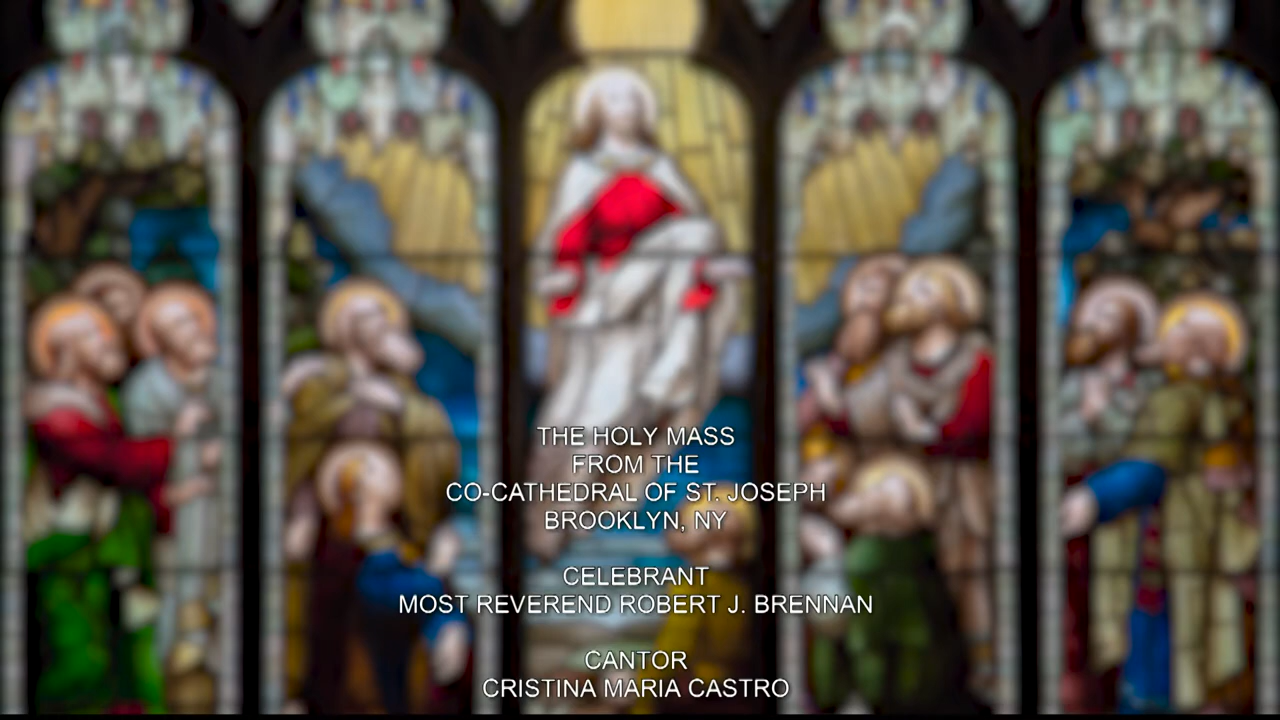 THE HOLY MASS
FROM THE
CO-CATHEDRAL OF ST. JOSEPH
BROOKLYN, NY
CELEBRANT
MOST REVEREND ROBERT J. BRENNAN
CANTOR
CRISTINA MARIA CASTRO